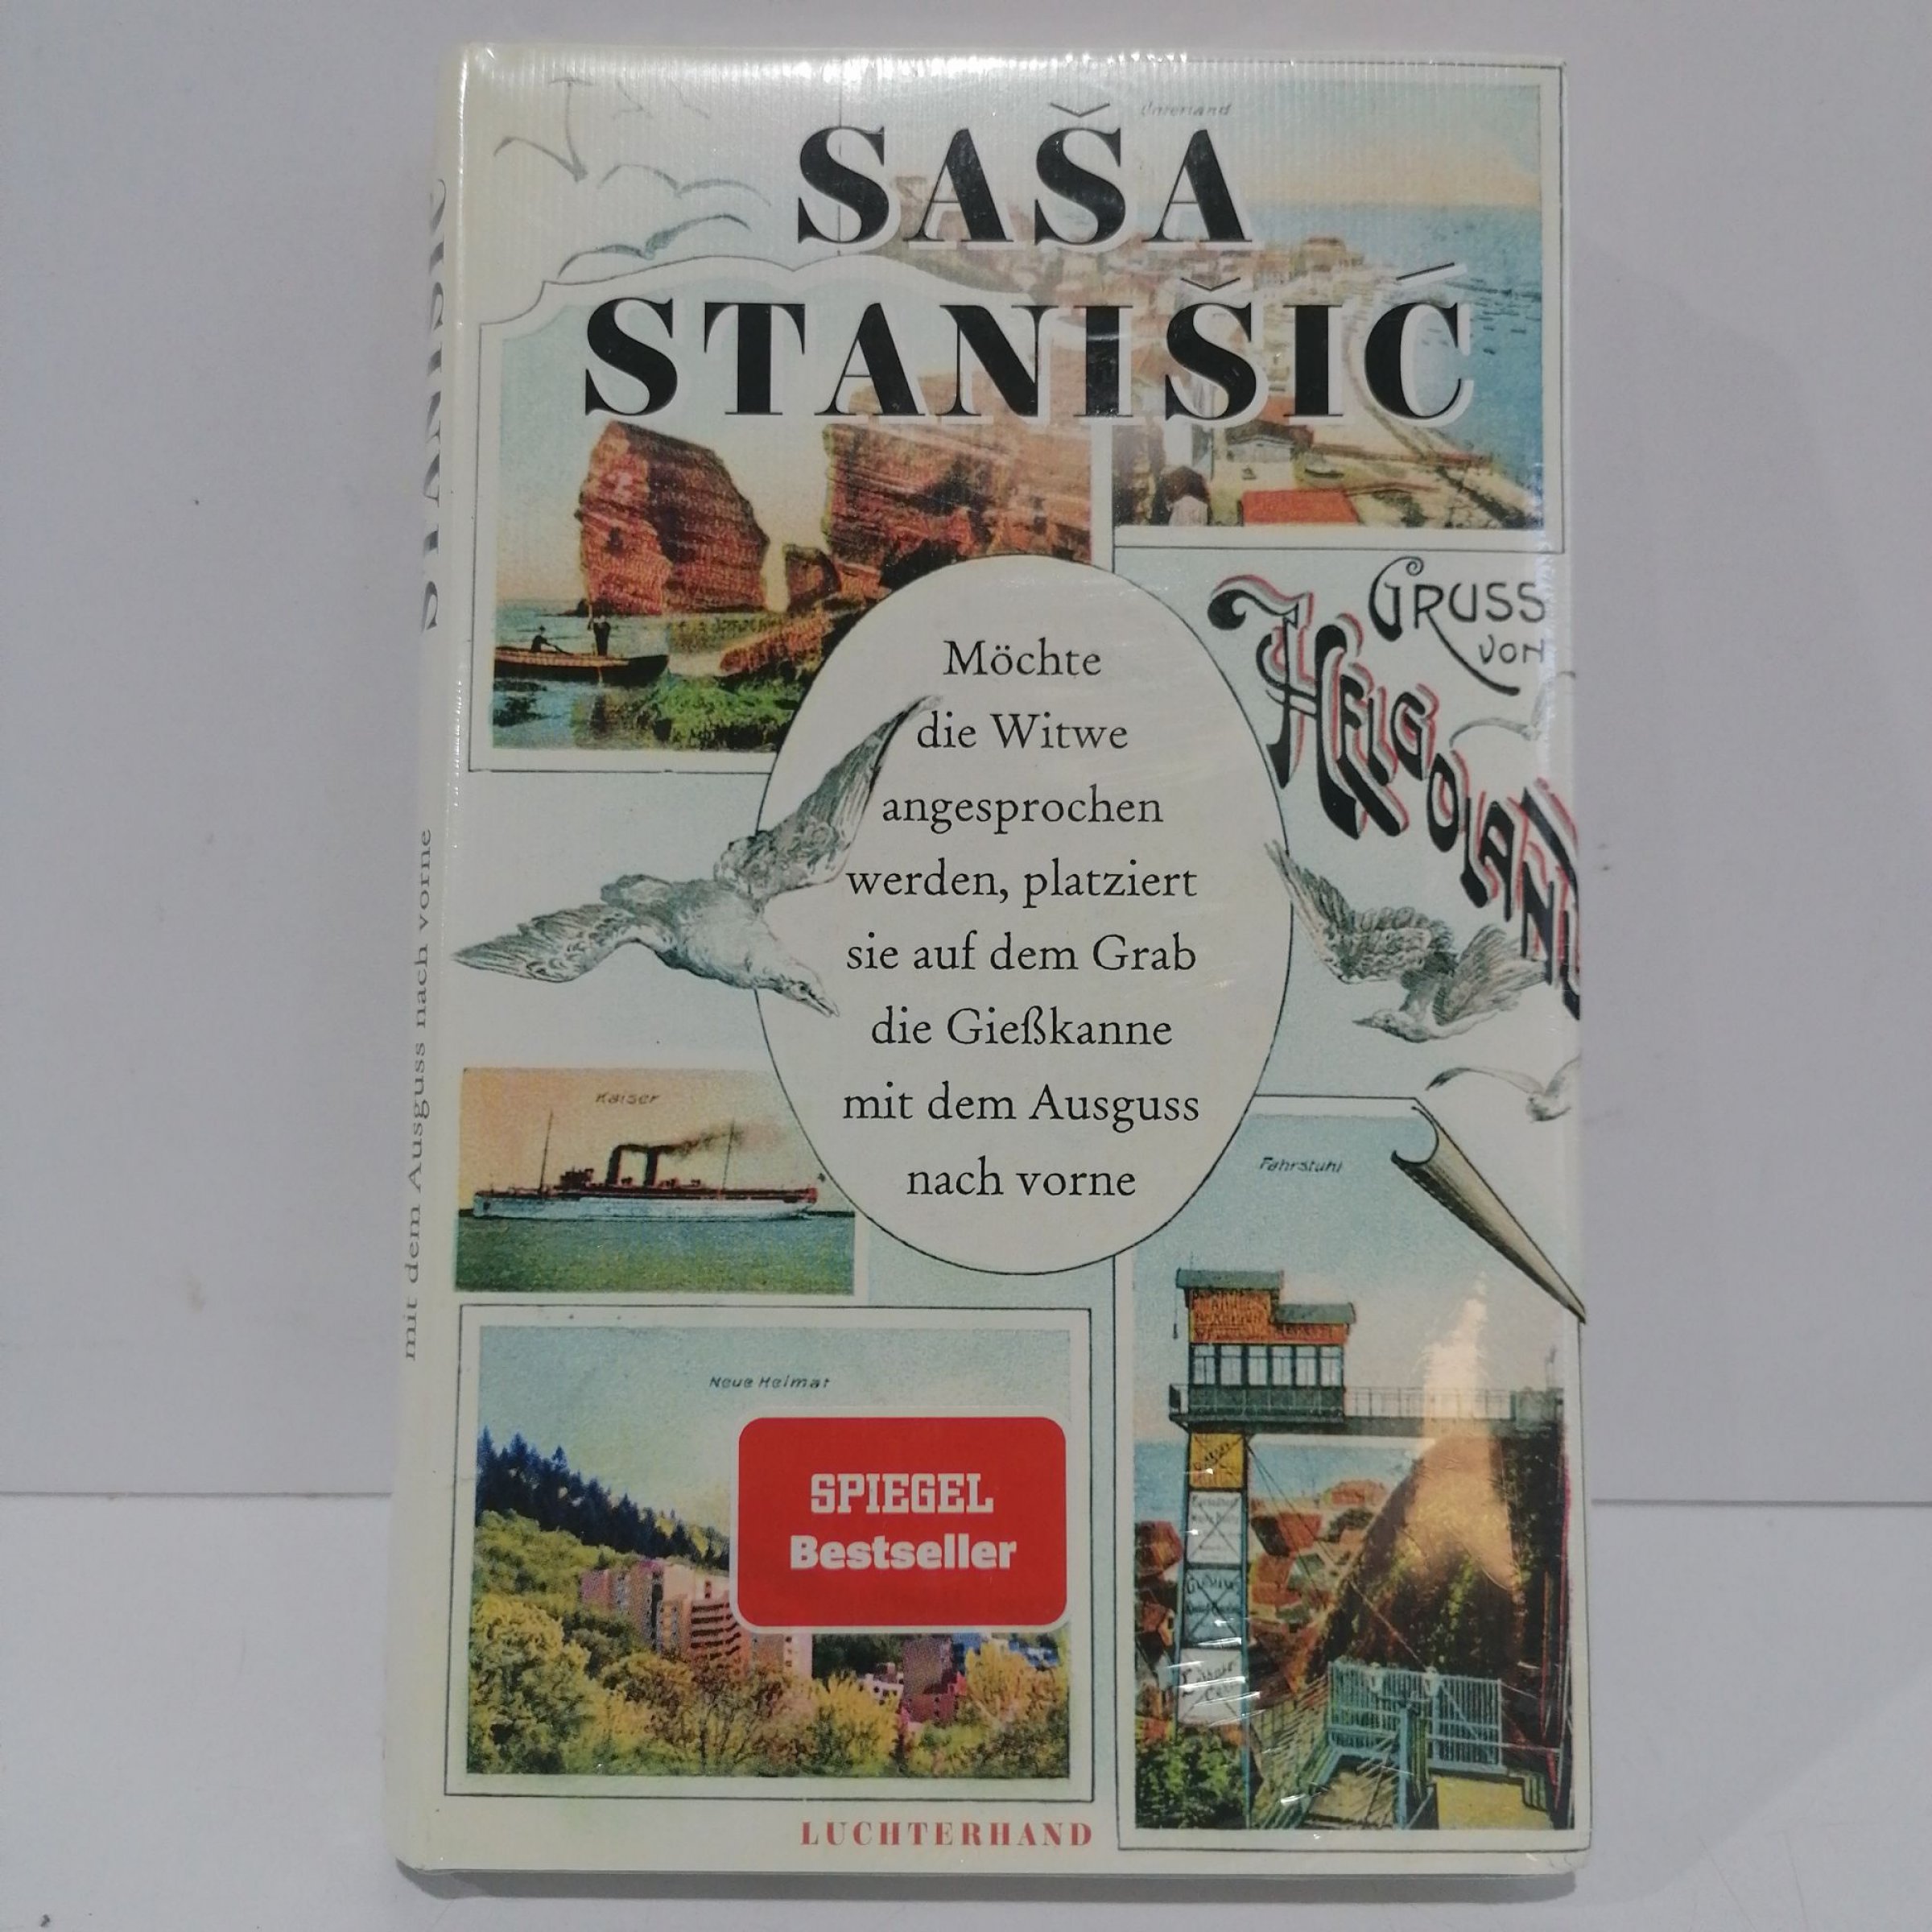 Unterland
SAŠA
STANIŠIĆ
GRUSS
VON
HELGOLAND
Möchte
die Witwe
angesprochen
werden, platziert
sie auf dem Grab
die Gießkanne
mit dem Ausguss
nach vorne
Kaiser
Fahrstuhl
Neue Heimat
SPIEGEL
Bestseller
LUCHTERHAND
STANIŠIĆ
mit dem Ausguss nach vorne